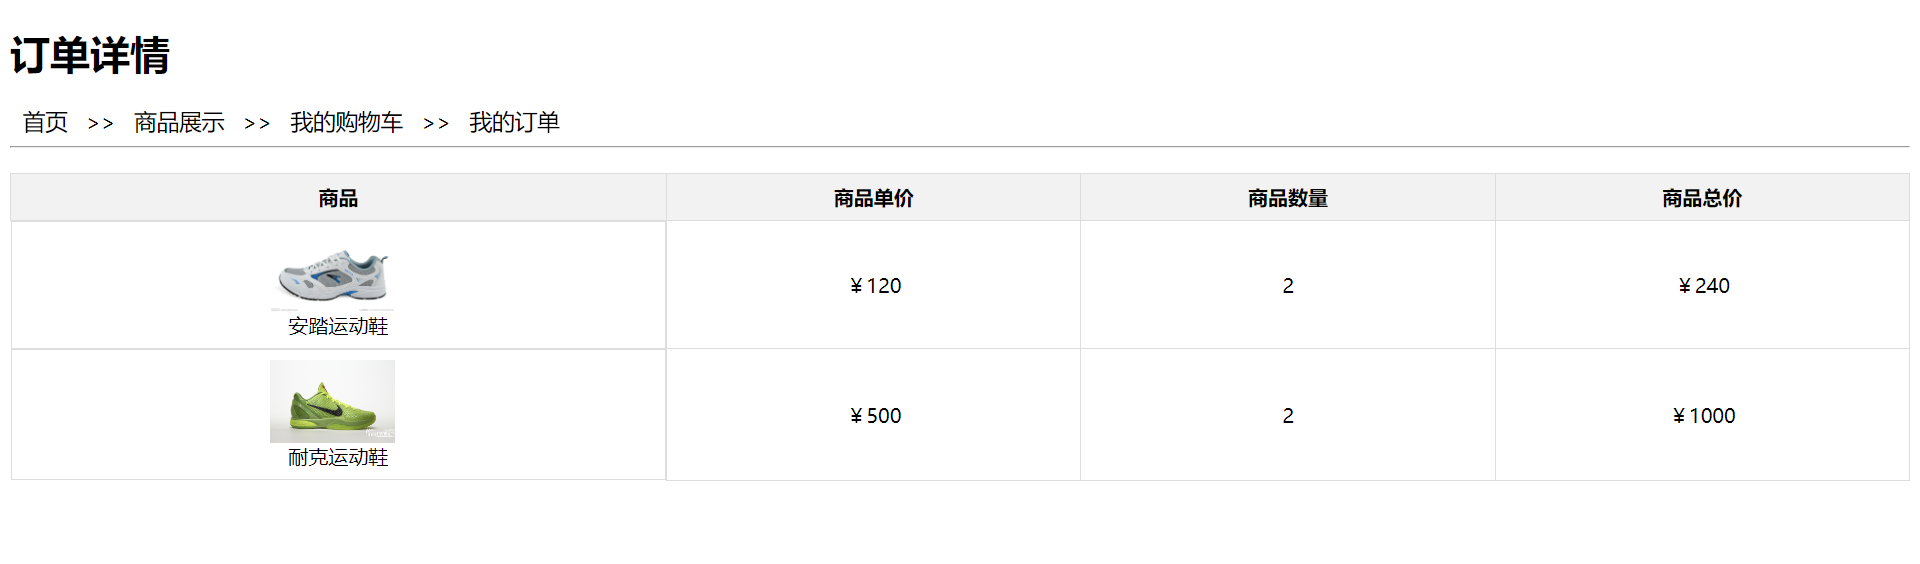 订单详情
首页 >> 商品展示 >> 我的购物车 >> 我的订单
商品 商品单价 商品数量 商品总价
安踏运动鞋 ¥120 2 ¥240
耐克运动鞋 ¥500 2 ¥1000